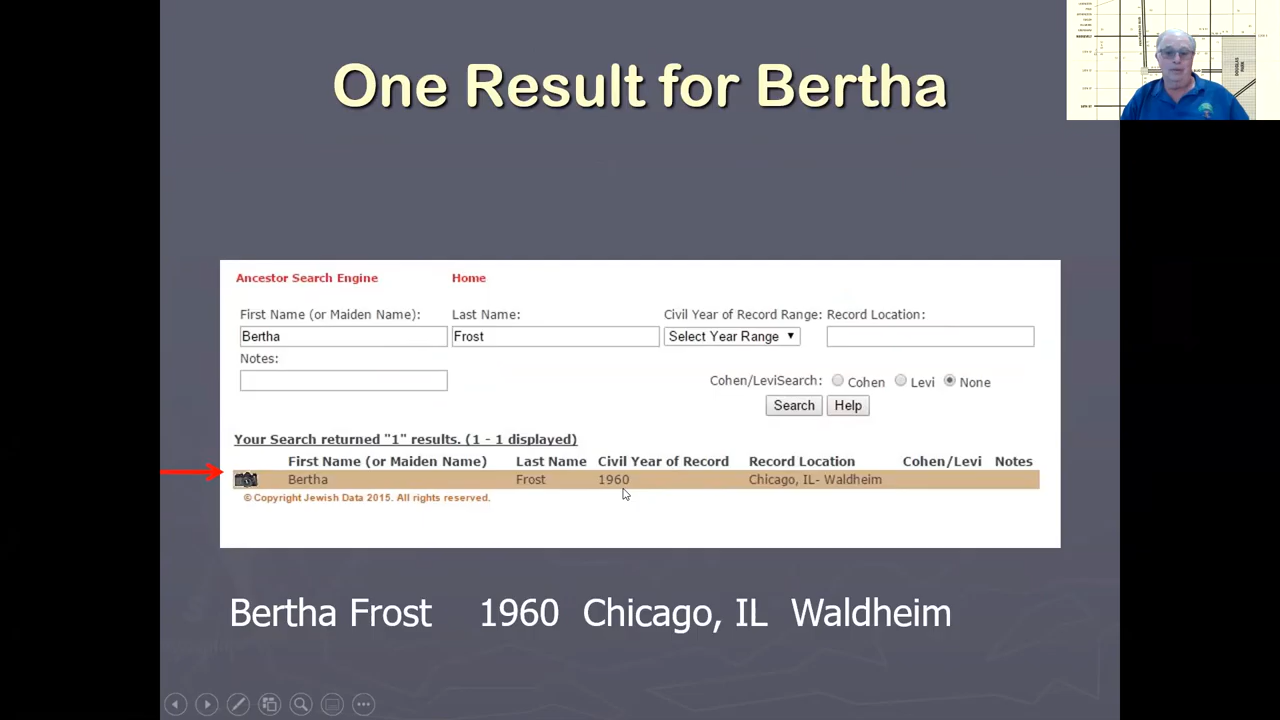 One Result for Bertha
DOUGLAS PARK
Ancestor Search Engine Home
First Name (or Maiden Name): Last Name: Civil Year of Record Range: Record Location:
Bertha Frost Select Year Range
Notes:
Cohen/LeviSearch: Cohen Levi None
Search Help
Your Search returned "1" results. (1 - 1 displayed)
First Name (or Maiden Name) Last Name Civil Year of Record Record Location Cohen/Levi Notes
Bertha Frost 1960 Chicago, IL- Waldheim
© Copyright Jewish Data 2015. All rights reserved.
Bertha Frost 1960 Chicago, IL Waldheim